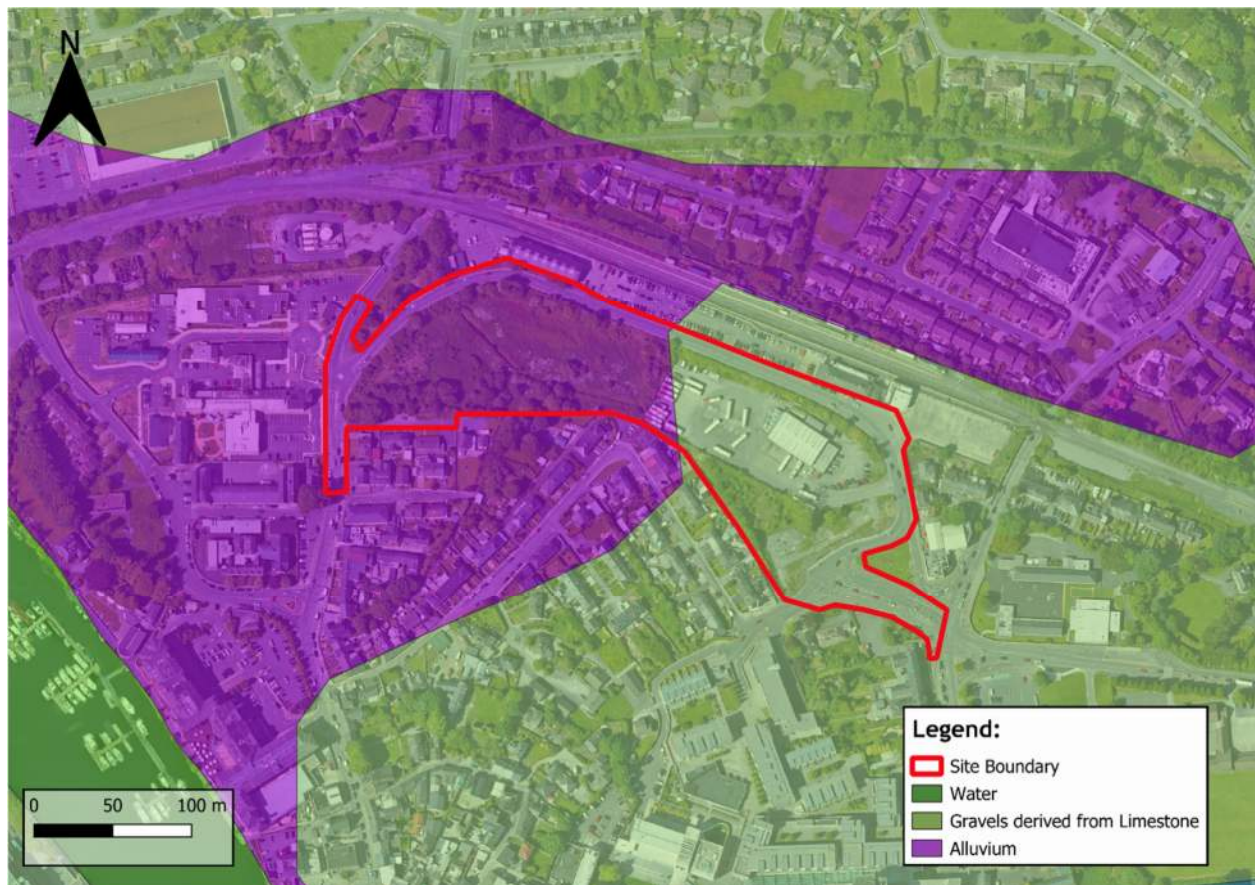 N
0 50 100 m
Legend:
Site Boundary
Water
Gravels derived from Limestone
Alluvium